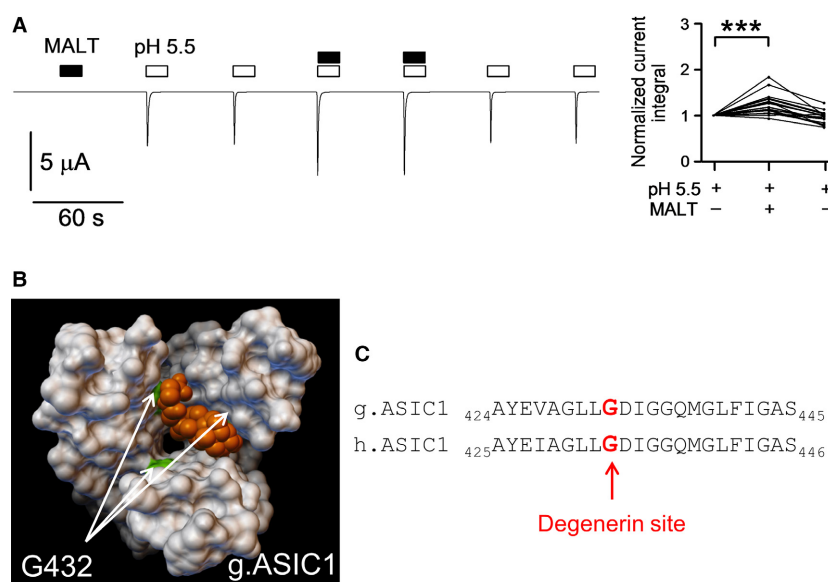 A
MALT
pH 5.5
5 μA
60 s
Normalized current integral
3
***
2
1
0
pH 5.5 + + +
MALT – + –
B
G432
g.ASIC1
C
g.ASIC1 424AYEVAGLLGDIGGQMGLFIGAS445
h.ASIC1 425AYEIAGLLGDIGGQMGLFIGAS446
Degenerin site